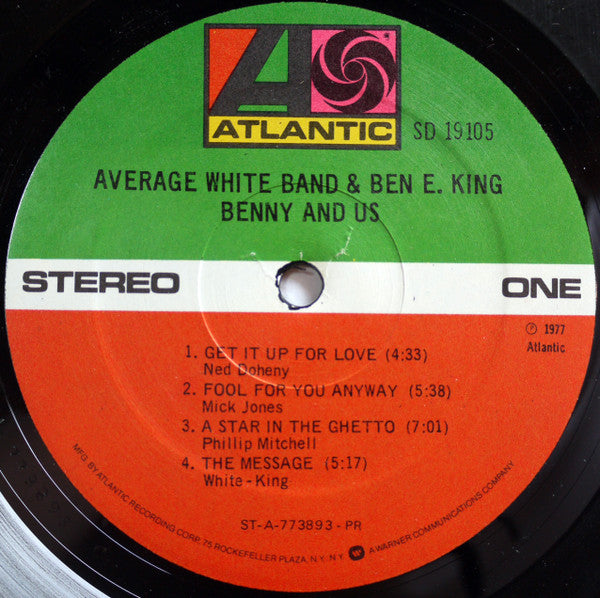 A
ATLANTIC
SD 19105
AVERAGE WHITE BAND & BEN E. KING
BENNY AND US
STEREO
ONE
℗ 1977
Atlantic
1. GET IT UP FOR LOVE (4:33)
Ned Doheny
2. FOOL FOR YOU ANYWAY (5:38)
Mick Jones
3. A STAR IN THE GHETTO (7:01)
Phillip Mitchell
4. THE MESSAGE (5:17)
White-King
ST-A-773893-PR
MFG. BY ATLANTIC RECORDING CORP. 75 ROCKEFELLER PLAZA, N.Y. N.Y. A WARNER COMMUNICATIONS COMPANY